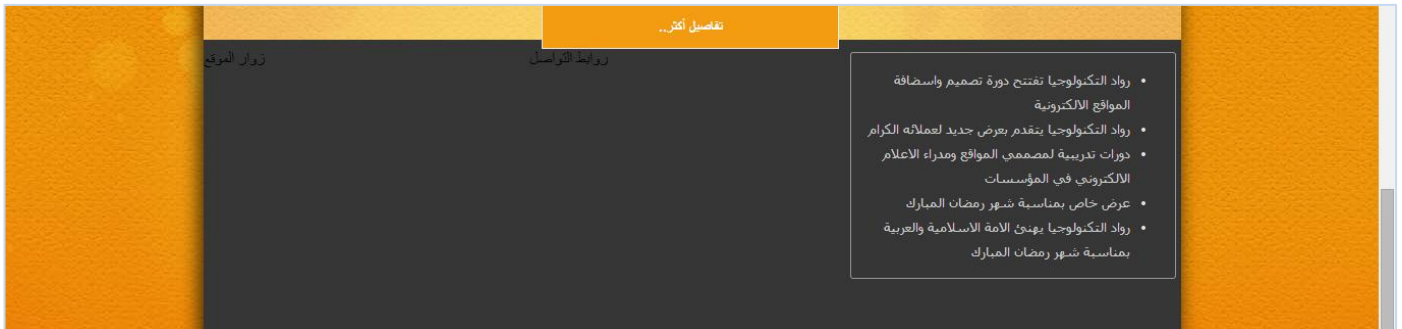 تفاصيل أكثر..
رواد التكنولوجيا تفتتح دورة تصميم واسضافة
المواقع الالكترونية
رواد التكنولوجيا يتقدم بعرض جديد لعملائه الكرام
دورات تدريبية لمصممي المواقع ومدراء الاعلام
الالكتروني في المؤسسات
عرض خاص بمناسبة شهر رمضان المبارك
رواد التكنولوجيا يهنئ الامة الاسلامية والعربية
بمناسبة شهر رمضان المبارك
روابط التواصل
زوار الموقع